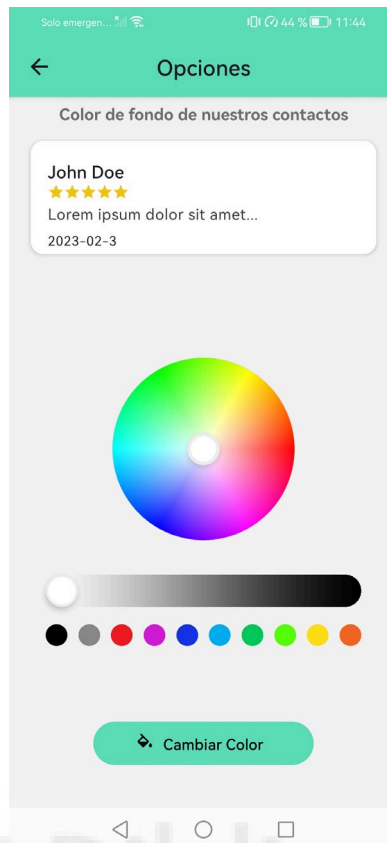 Solo emergen... 44 % 11:44
Opciones
Color de fondo de nuestros contactos
John Doe
Lorem ipsum dolor sit amet...
2023-02-3
Cambiar Color